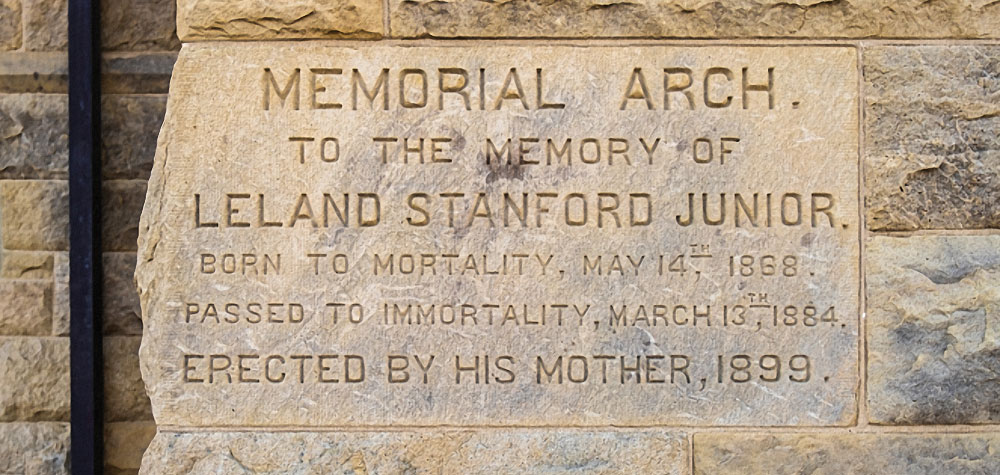 MEMORIAL ARCH.
TO THE MEMORY OF
LELAND STANFORD JUNIOR.
BORN TO MORTALITY, MAY 14TH, 1868.
PASSED TO IMMORTALITY, MARCH 13TH, 1884.
ERECTED BY HIS MOTHER, 1899.